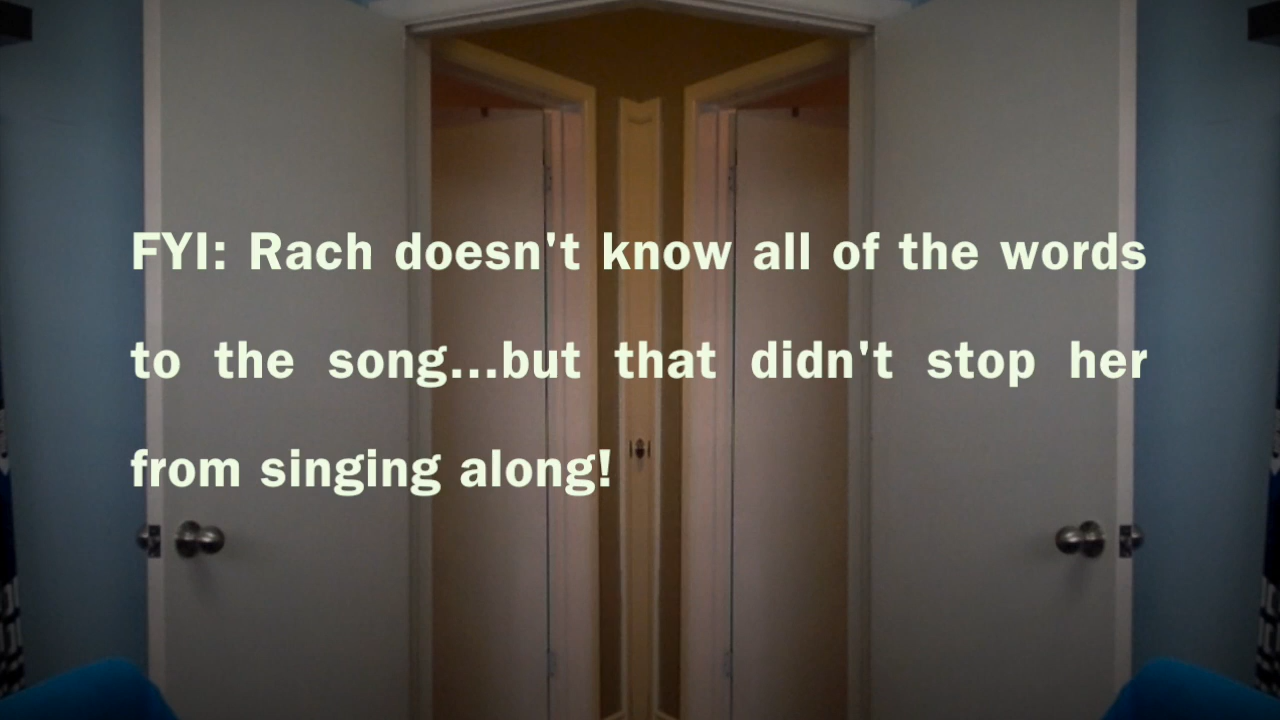 FYI: Rach doesn't know all of the words
to the song...but that didn't stop her
from singing along!